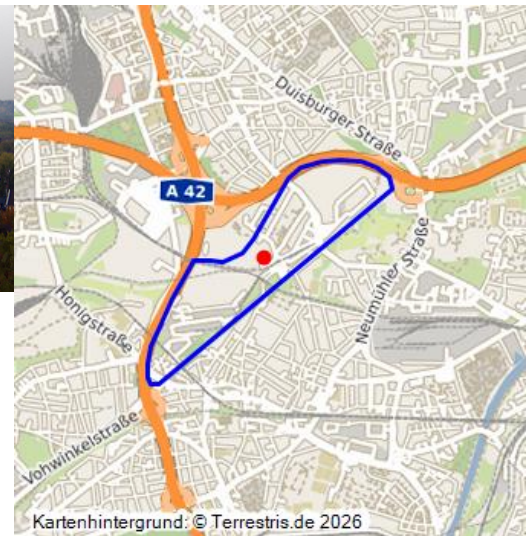 Duisburger Straße
A 42
Neumühler Straße
Honigstraße
Vohwinkelstraße
Kartenhintergrund: © Terrestris.de 2026